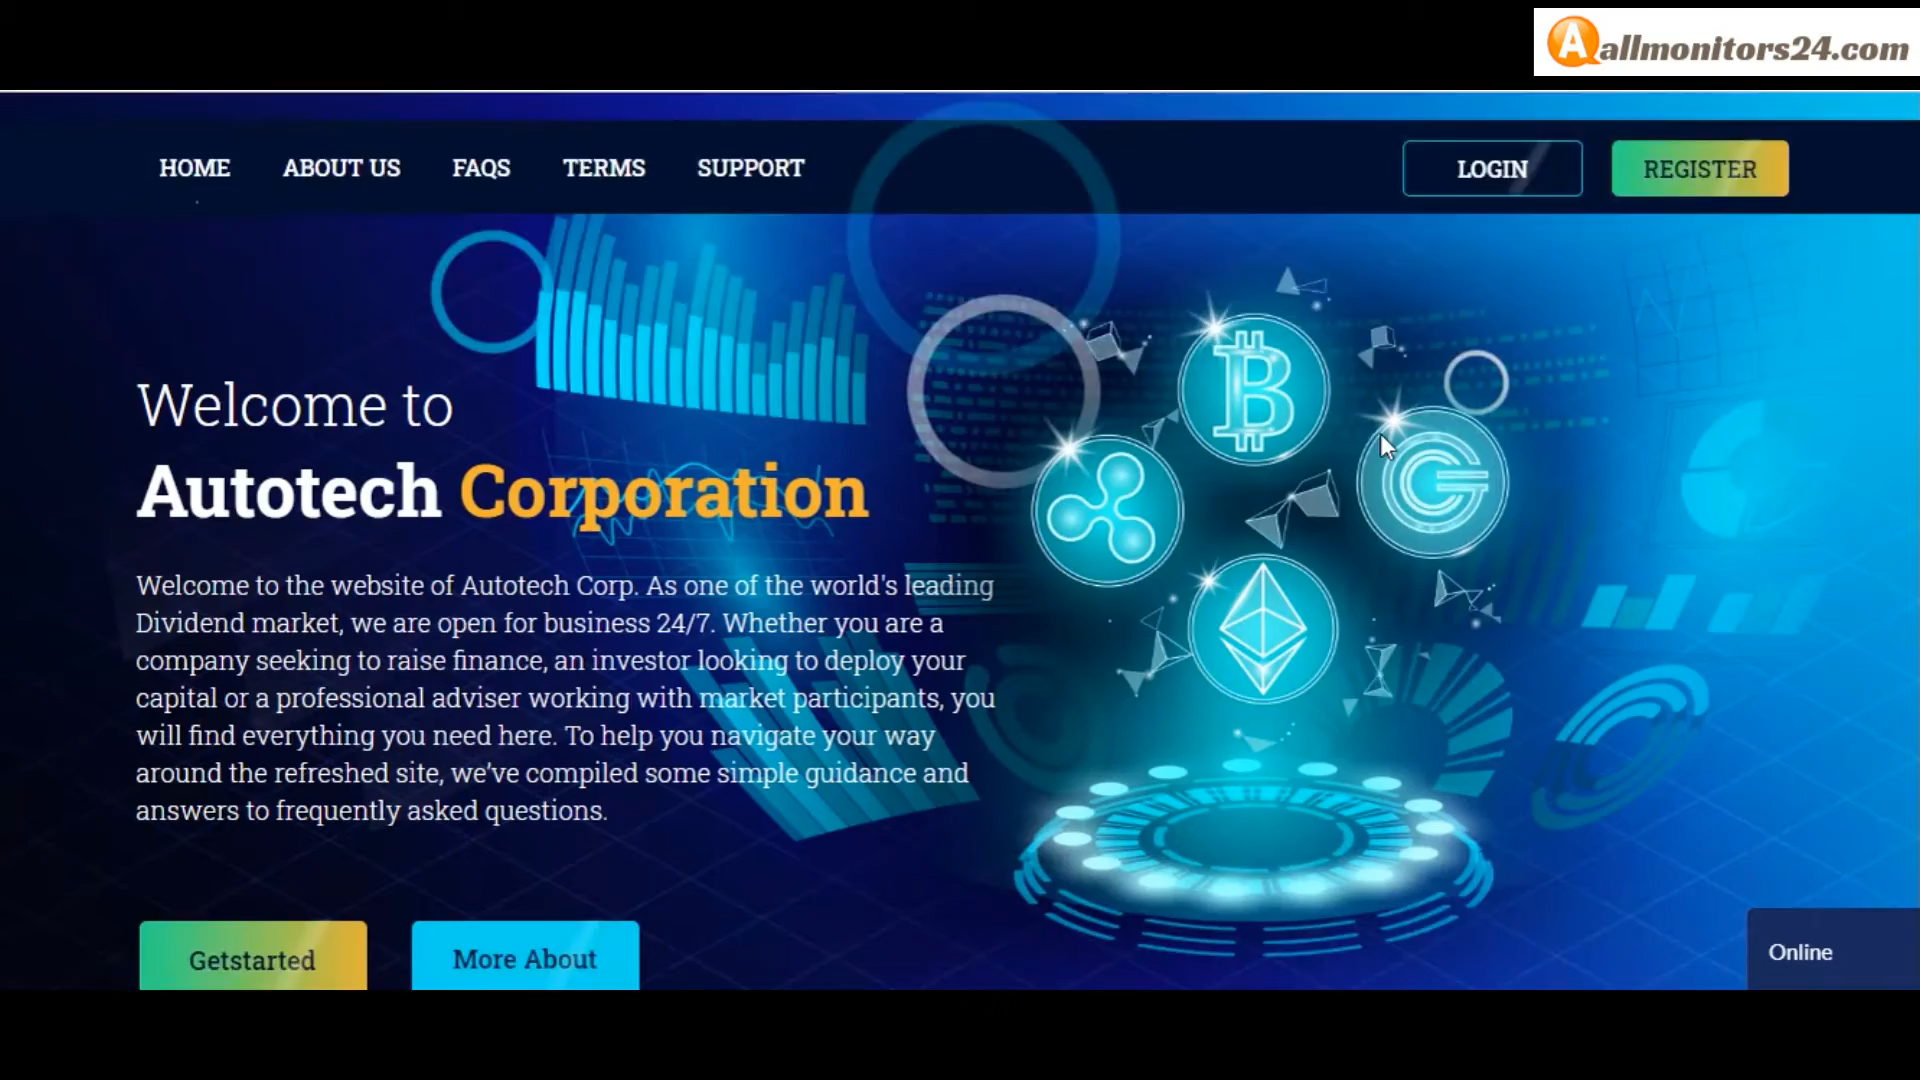 allmonitors24.com
HOME ABOUT US FAQS TERMS SUPPORT LOGIN REGISTER
Welcome to
Autotech Corporation
Welcome to the website of Autotech Corp. As one of the world's leading
Dividend market, we are open for business 24/7. Whether you are a
company seeking to raise finance, an investor looking to deploy your
capital or a professional adviser working with market participants, you
will find everything you need here. To help you navigate your way
around the refreshed site, we've compiled some simple guidance and
answers to frequently asked questions.
Getstarted More About
Online